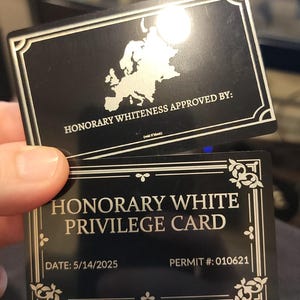 HONORARY WHITENESS APPROVED BY:
HONORARY WHITE
PRIVILEGE CARD
DATE: 5/14/2025 PERMIT #: 010621